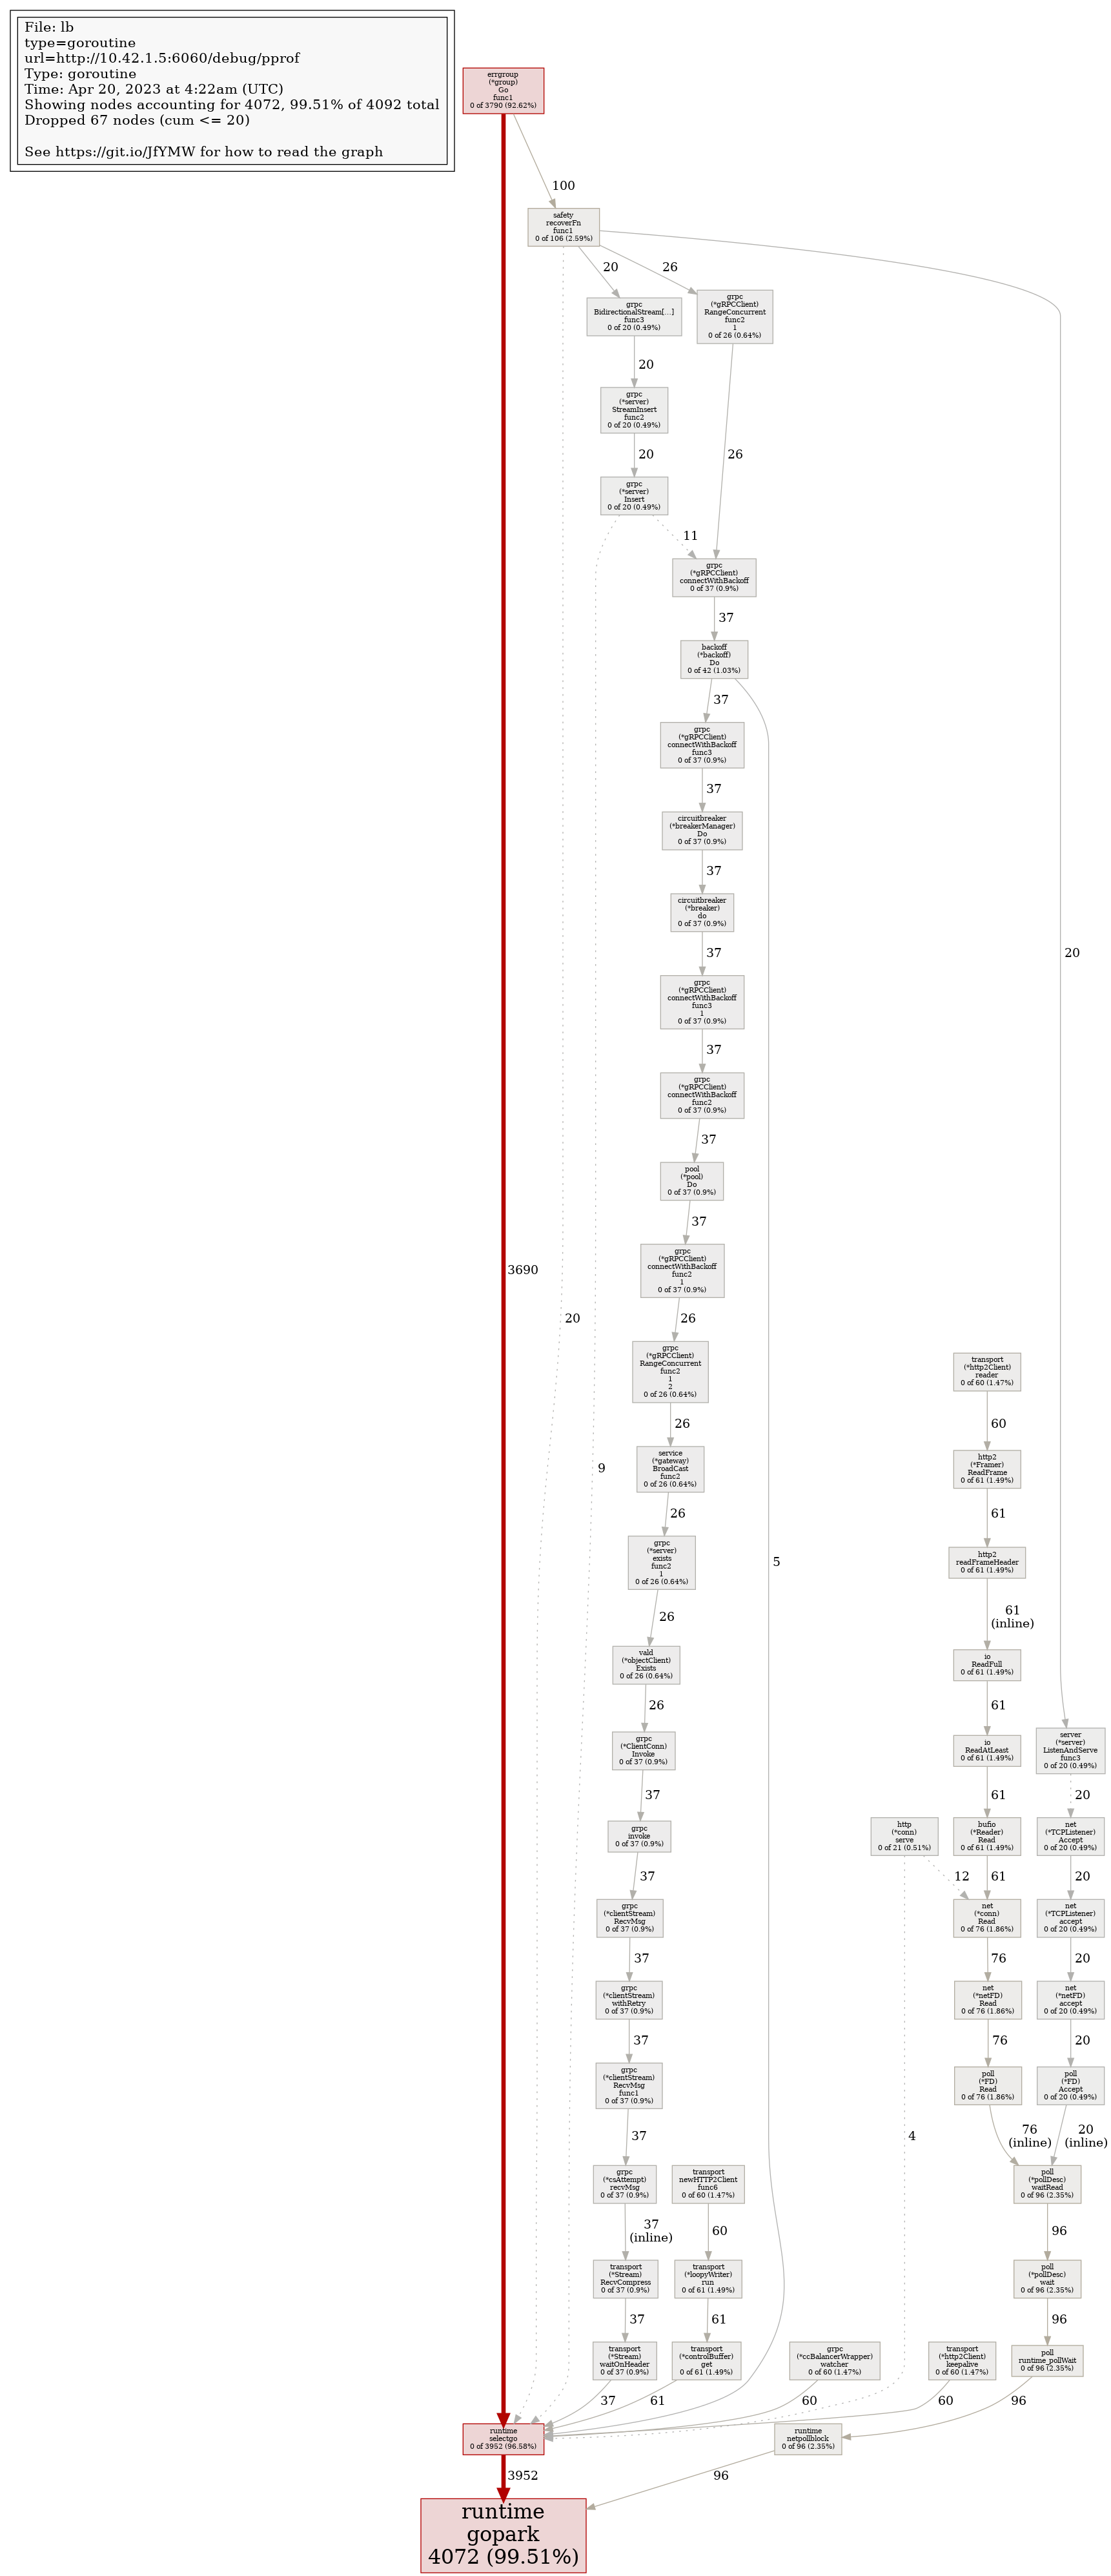 File: lb
type=goroutine
url=http://10.42.1.5:6060/debug/pprof
Type: goroutine
Time: Apr 20, 2023 at 4:22am (UTC)
Showing nodes accounting for 4072, 99.51% of 4092 total
Dropped 67 nodes (cum <= 20)
See https://git.io/JfYMW for how to read the graph
errgroup
(*group)
Go
func1
0 of 3790 (92.62%)
100
safety
recoverFn
func1
0 of 106 (2.59%)
20
26
grpc
BidirectionalStream[...]
func3
0 of 20 (0.49%)
grpc
(*gRPCClient)
RangeConcurrent
func2
1
0 of 26 (0.64%)
20
grpc
(*server)
StreamInsert
func2
0 of 20 (0.49%)
20
26
grpc
(*server)
Insert
0 of 20 (0.49%)
11
grpc
(*gRPCClient)
connectWithBackoff
0 of 37 (0.9%)
37
backoff
(*backoff)
Do
0 of 42 (1.03%)
37
grpc
(*gRPCClient)
connectWithBackoff
func3
0 of 37 (0.9%)
37
circuitbreaker
(*breakerManager)
Do
0 of 37 (0.9%)
37
circuitbreaker
(*breaker)
do
0 of 37 (0.9%)
37
20
grpc
(*gRPCClient)
connectWithBackoff
func3
1
0 of 37 (0.9%)
37
grpc
(*gRPCClient)
connectWithBackoff
func2
0 of 37 (0.9%)
37
pool
(*pool)
Do
0 of 37 (0.9%)
37
grpc
(*gRPCClient)
connectWithBackoff
func2
1
0 of 37 (0.9%)
3690
20
26
grpc
(*gRPCClient)
RangeConcurrent
func2
1
2
0 of 26 (0.64%)
transport
(*http2Client)
reader
0 of 60 (1.47%)
26
60
service
(*gateway)
BroadCast
func2
0 of 26 (0.64%)
http2
(*Framer)
ReadFrame
0 of 61 (1.49%)
9
26
61
grpc
(*server)
exists
func2
1
0 of 26 (0.64%)
5
http2
readFrameHeader
0 of 61 (1.49%)
26
61
(inline)
vald
(*objectClient)
Exists
0 of 26 (0.64%)
io
ReadFull
0 of 61 (1.49%)
26
61
grpc
(*ClientConn)
Invoke
0 of 37 (0.9%)
io
ReadAtLeast
0 of 61 (1.49%)
server
(*server)
ListenAndServe
func3
0 of 20 (0.49%)
37
61
20
grpc
invoke
0 of 37 (0.9%)
http
(*conn)
serve
0 of 21 (0.51%)
bufio
(*Reader)
Read
0 of 61 (1.49%)
net
(*TCPListener)
Accept
0 of 20 (0.49%)
37
12
61
20
grpc
(*clientStream)
RecvMsg
0 of 37 (0.9%)
net
(*conn)
Read
0 of 76 (1.86%)
net
(*TCPListener)
accept
0 of 20 (0.49%)
37
76
20
grpc
(*clientStream)
withRetry
0 of 37 (0.9%)
net
(*netFD)
Read
0 of 76 (1.86%)
net
(*netFD)
accept
0 of 20 (0.49%)
37
76
20
grpc
(*clientStream)
RecvMsg
func1
0 of 37 (0.9%)
poll
(*FD)
Read
0 of 76 (1.86%)
poll
(*FD)
Accept
0 of 20 (0.49%)
37
4
76
(inline)
20
(inline)
grpc
(*csAttempt)
recvMsg
0 of 37 (0.9%)
transport
newHTTP2Client
func6
0 of 60 (1.47%)
poll
(*pollDesc)
waitRead
0 of 96 (2.35%)
37
(inline)
60
96
transport
(*Stream)
RecvCompress
0 of 37 (0.9%)
transport
(*loopyWriter)
run
0 of 61 (1.49%)
poll
(*pollDesc)
wait
0 of 96 (2.35%)
37
61
96
transport
(*Stream)
waitOnHeader
0 of 37 (0.9%)
transport
(*controlBuffer)
get
0 of 61 (1.49%)
grpc
(*ccBalancerWrapper)
watcher
0 of 60 (1.47%)
transport
(*http2Client)
keepalive
0 of 60 (1.47%)
poll
runtime_pollWait
0 of 96 (2.35%)
37
61
60
60
96
runtime
selectgo
0 of 3952 (96.58%)
runtime
netpollblock
0 of 96 (2.35%)
3952
96
runtime
gopark
4072 (99.51%)